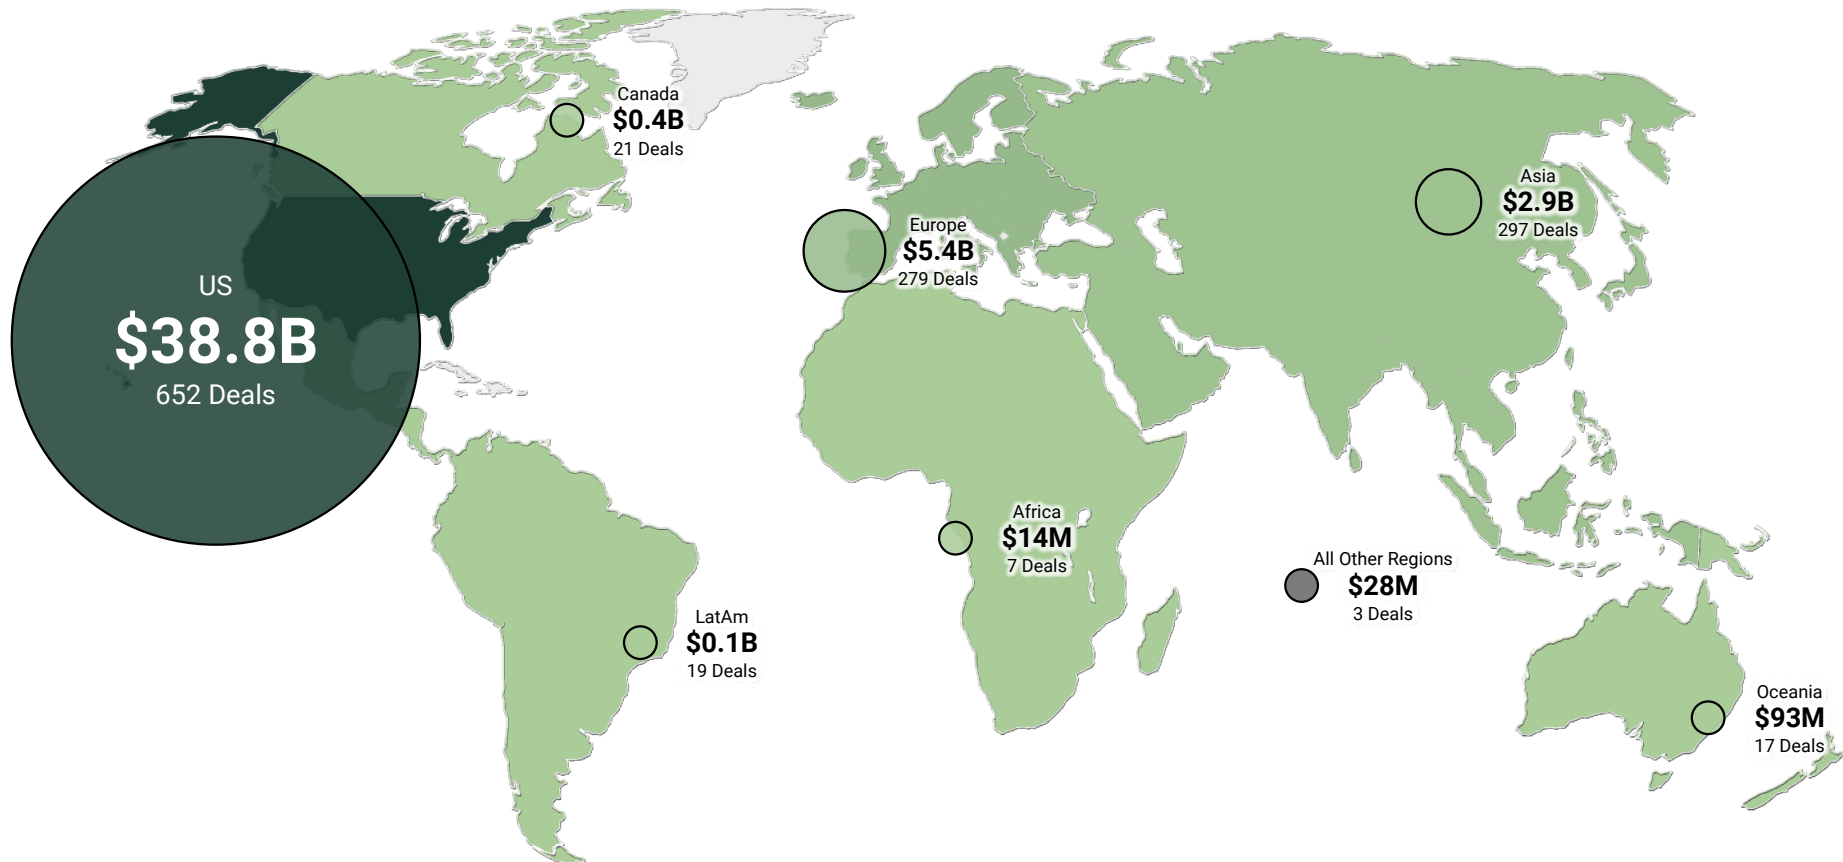 Canada
$0.4B
21 Deals
Asia
$2.9B
297 Deals
Europe
$5.4B
279 Deals
US
$38.8B
652 Deals
Africa
$14M
7 Deals
All Other Regions
$28M
3 Deals
LatAm
$0.1B
19 Deals
Oceania
$93M
17 Deals